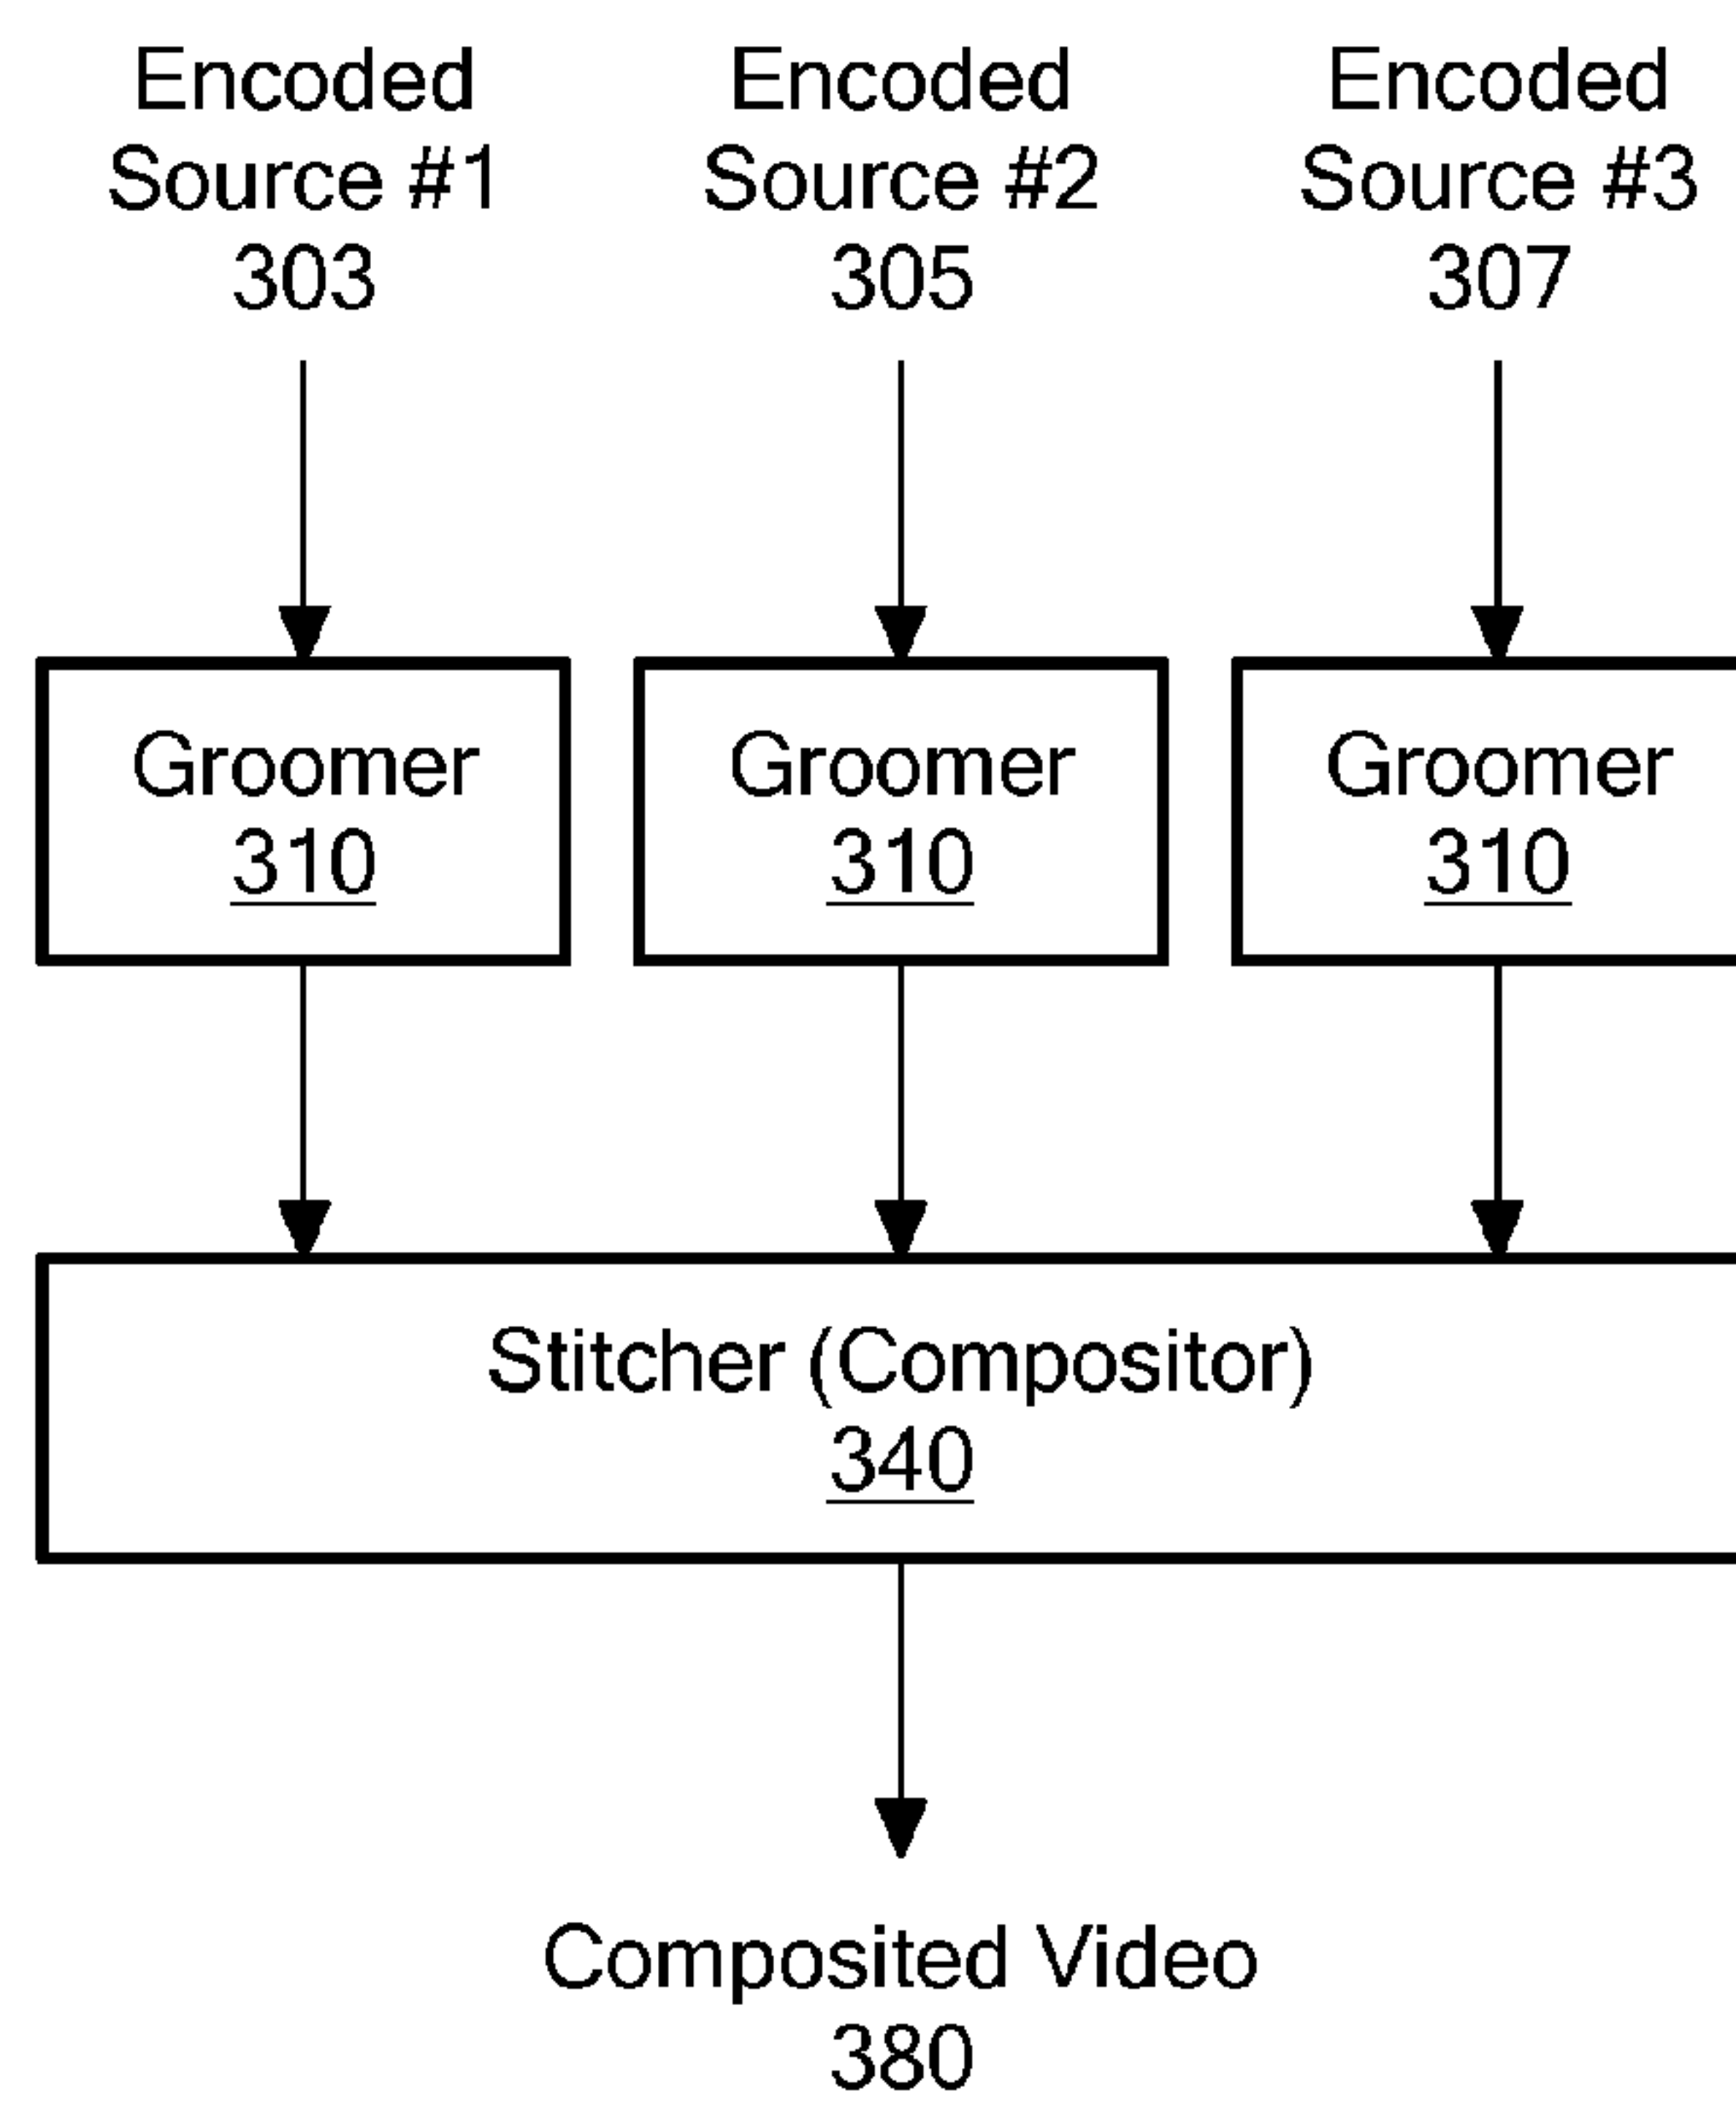 Encoded
Source #1
303
Encoded
Source #2
305
Encoded
Source #3
307
Groomer
310
Groomer
310
Groomer
310
Stitcher (Compositor)
340
Composited Video
380